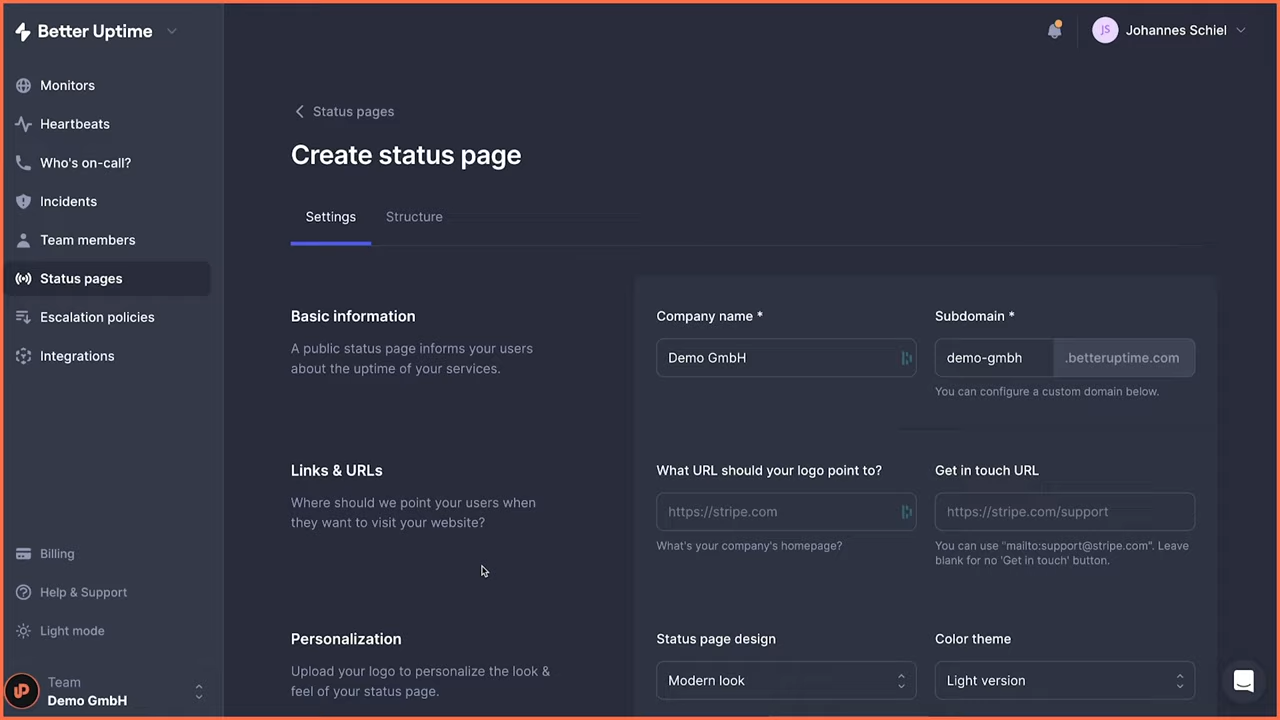 Better Uptime
JS
Johannes Schiel
Monitors
Heartbeats
Who's on-call?
Incidents
Team members
Status pages
Escalation policies
Integrations
Billing
Help & Support
Light mode
Team
Demo GmbH
Status pages
Create status page
Settings
Structure
Basic information
A public status page informs your users
about the uptime of your services.
Company name *
Demo GmbH
Subdomain *
demo-gmbh
.betteruptime.com
You can configure a custom domain below.
Links & URLs
Where should we point your users when
they want to visit your website?
What URL should your logo point to?
https://stripe.com
What's your company's homepage?
Get in touch URL
https://stripe.com/support
You can use "mailto:support@stripe.com". Leave
blank for no 'Get in touch' button.
Personalization
Upload your logo to personalize the look &
feel of your status page.
Status page design
Modern look
Color theme
Light version